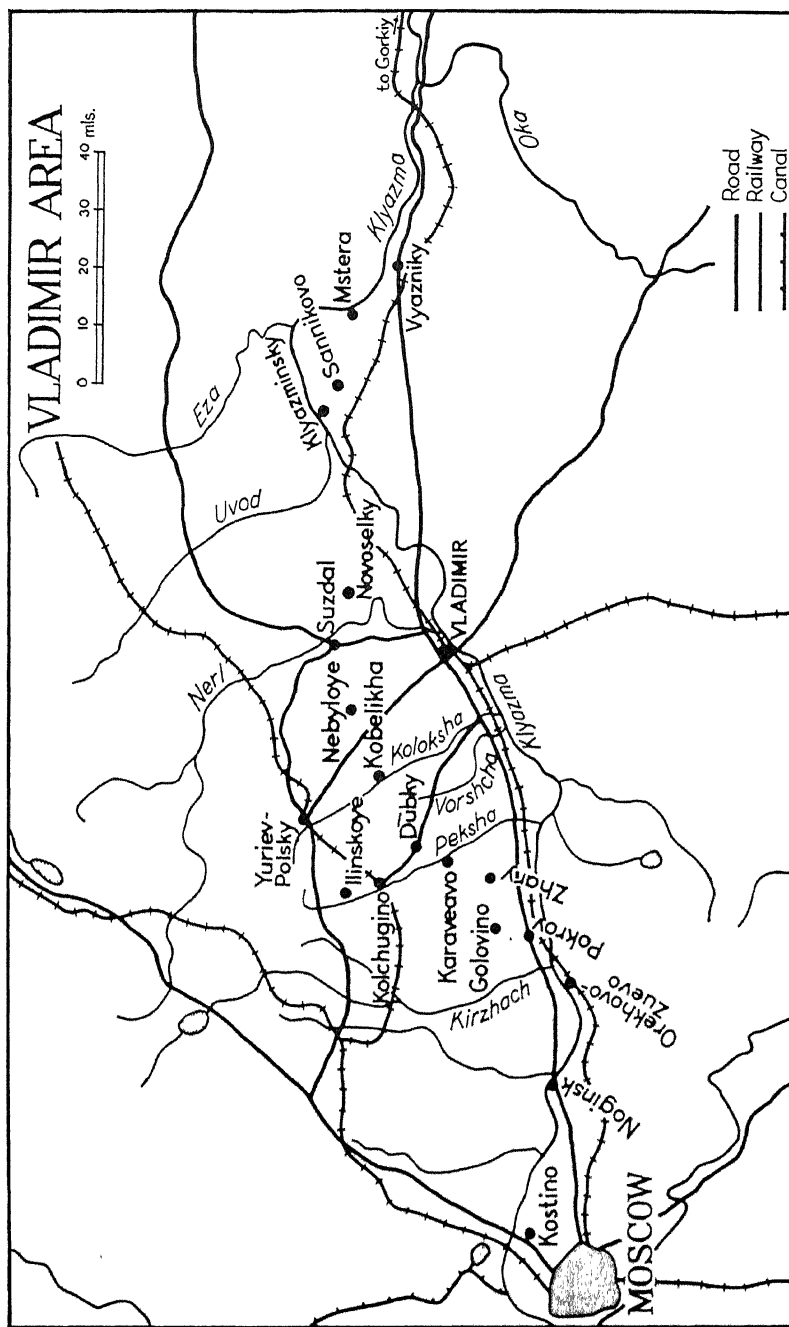 VLADIMIR AREA
0 10 20 30 40 mls.
to Gorkiy
Oka
Klyazma
Eza
Uvod
Nerl
Mstera
Vyazniky
Sannikovo
Klyazminsky
Novoselky
Suzdal
VLADIMIR
Nebyloye
Kobelikha
Koloksha
Klyazma
Vorshcha
Dubky
Peksha
Yuriev-
Polsky
Ilinskoye
Kolchugino
Karaveavo
Golovino
Zhary
Pokrov
Kirzhach
Orekhovo-
Zuevo
Noginsk
Kostino
MOSCOW
Road
Railway
Canal